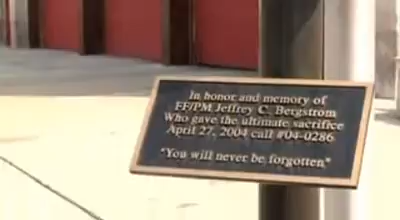 In honor and memory of
FF/PM Jeffrey C. Bergstrom
Who gave the ultimate sacrifice
April 27, 2004 call #04-0286
"You will never be forgotten"